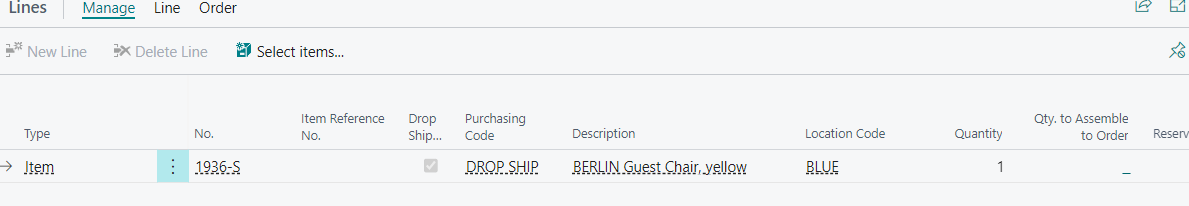 Lines Manage Line Order
New Line Delete Line Select items...
Type No. Item Reference No. Drop Ship... Purchasing Code Description Location Code Quantity Qty. to Assemble to Order Reserv
Item 1936-S DROP SHIP BERLIN Guest Chair, yellow BLUE 1 _